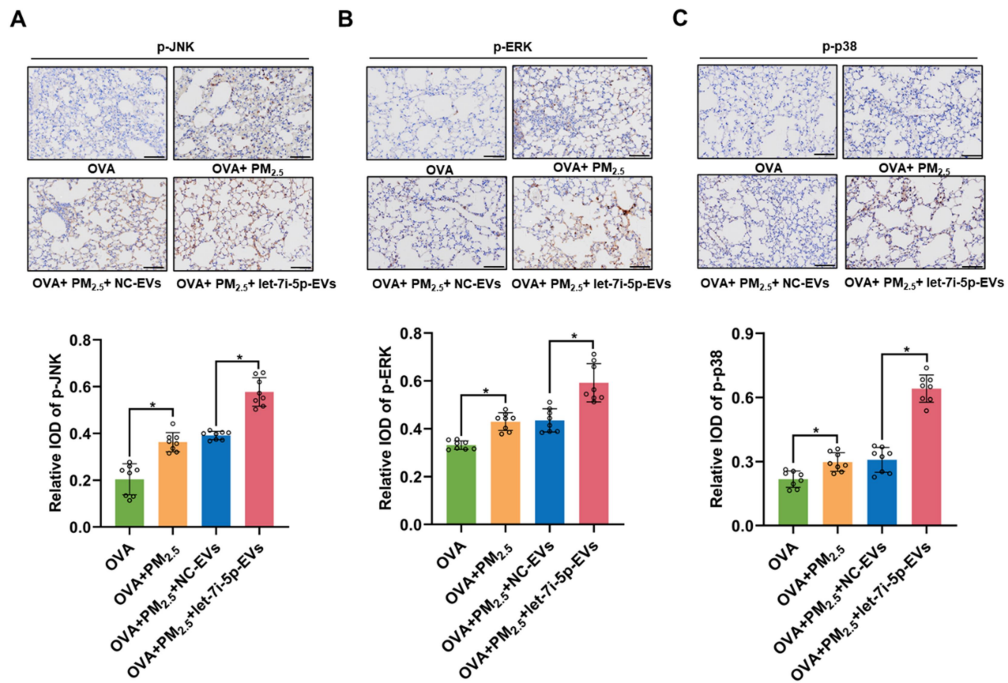 A
B
C
p-JNK
p-ERK
p-p38
OVA
OVA+ PM2.5
OVA
OVA+ PM2.5
OVA
OVA+ PM2.5
OVA+ PM2.5+ NC-EVs
OVA+ PM2.5+ let-7i-5p-EVs
OVA+ PM2.5+ NC-EVs
OVA+ PM2.5+ let-7i-5p-EVs
OVA+ PM2.5+ NC-EVs
OVA+ PM2.5+ let-7i-5p-EVs
Relative IOD of p-JNK
0.8
0.6
0.4
0.2
0.0
*
*
OVA
OVA+PM2.5
OVA+PM2.5+NC-EVs
OVA+PM2.5+let-7i-5p-EVs
Relative IOD of p-ERK
0.8
0.6
0.4
0.2
0.0
*
*
OVA
OVA+PM2.5
OVA+PM2.5+NC-EVs
OVA+PM2.5+let-7i-5p-EVs
Relative IOD of p-p38
0.9
0.6
0.3
0.0
*
*
OVA
OVA+PM2.5
OVA+PM2.5+NC-EVs
OVA+PM2.5+let-7i-5p-EVs